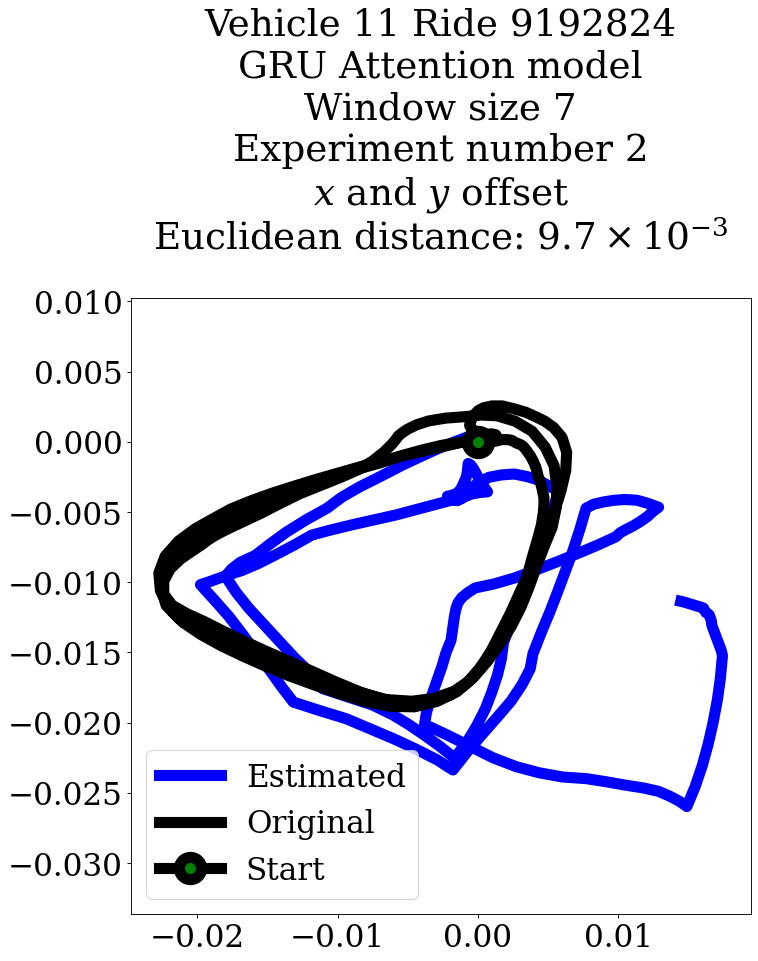 Vehicle 11 Ride 9192824
GRU Attention model
Window size 7
Experiment number 2
x and y offset
Euclidean distance: 9.7 × 10⁻³
0.010
0.005
0.000
−0.005
−0.010
−0.015
−0.020
−0.025
−0.030
Estimated
Original
Start
−0.02 −0.01 0.00 0.01